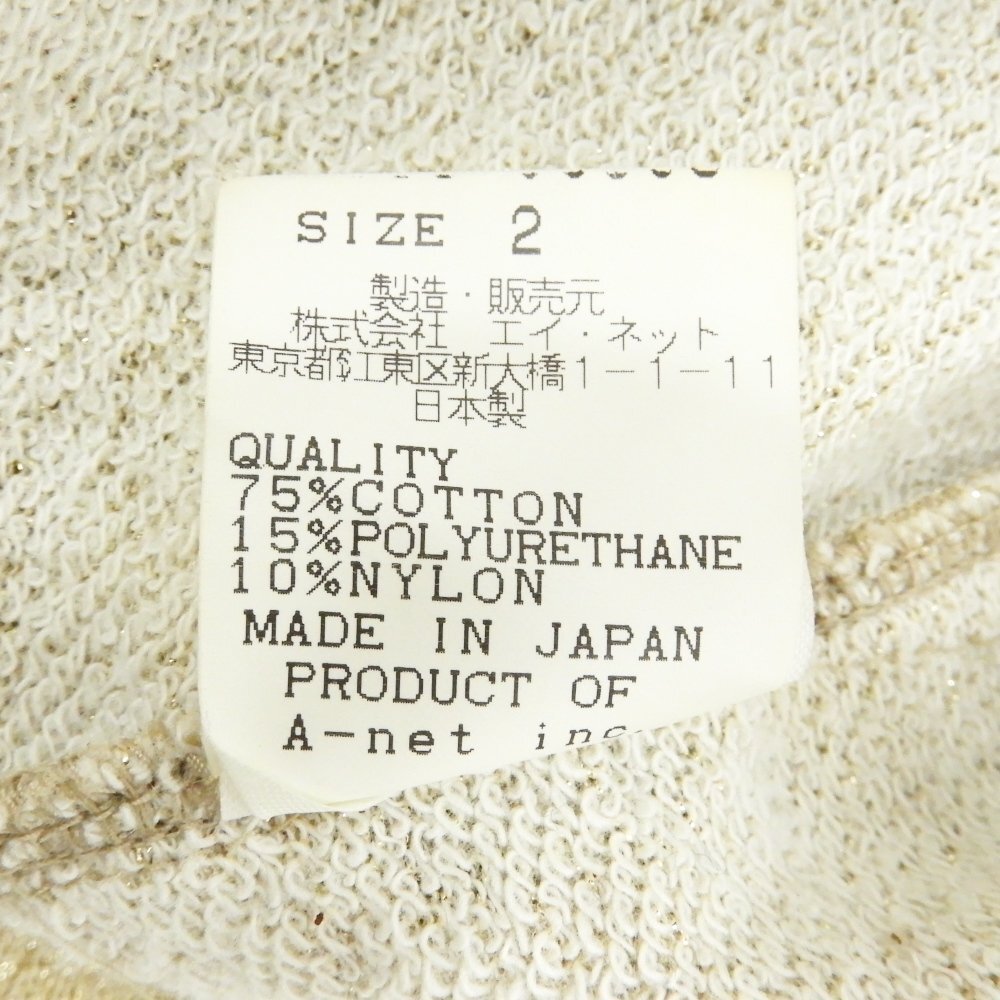 SIZE 2
製造・販売元
株式会社 エイ・ネット
東京都江東区新大橋1-1-11
日本製
QUALITY
75%COTTON
15%POLYURETHANE
10%NYLON
MADE IN JAPAN
PRODUCT OF
A-net inc.